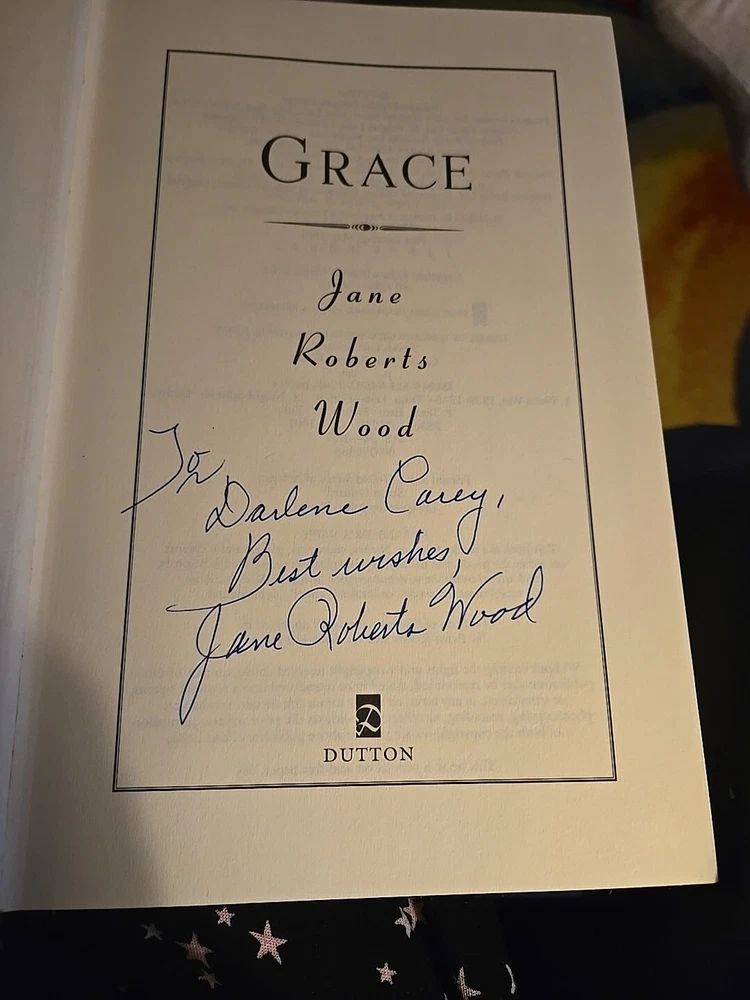 GRACE
Jane
Roberts
Wood
To
Darlene Carey,
Best wishes,
Jane Roberts Wood
D
DUTTON